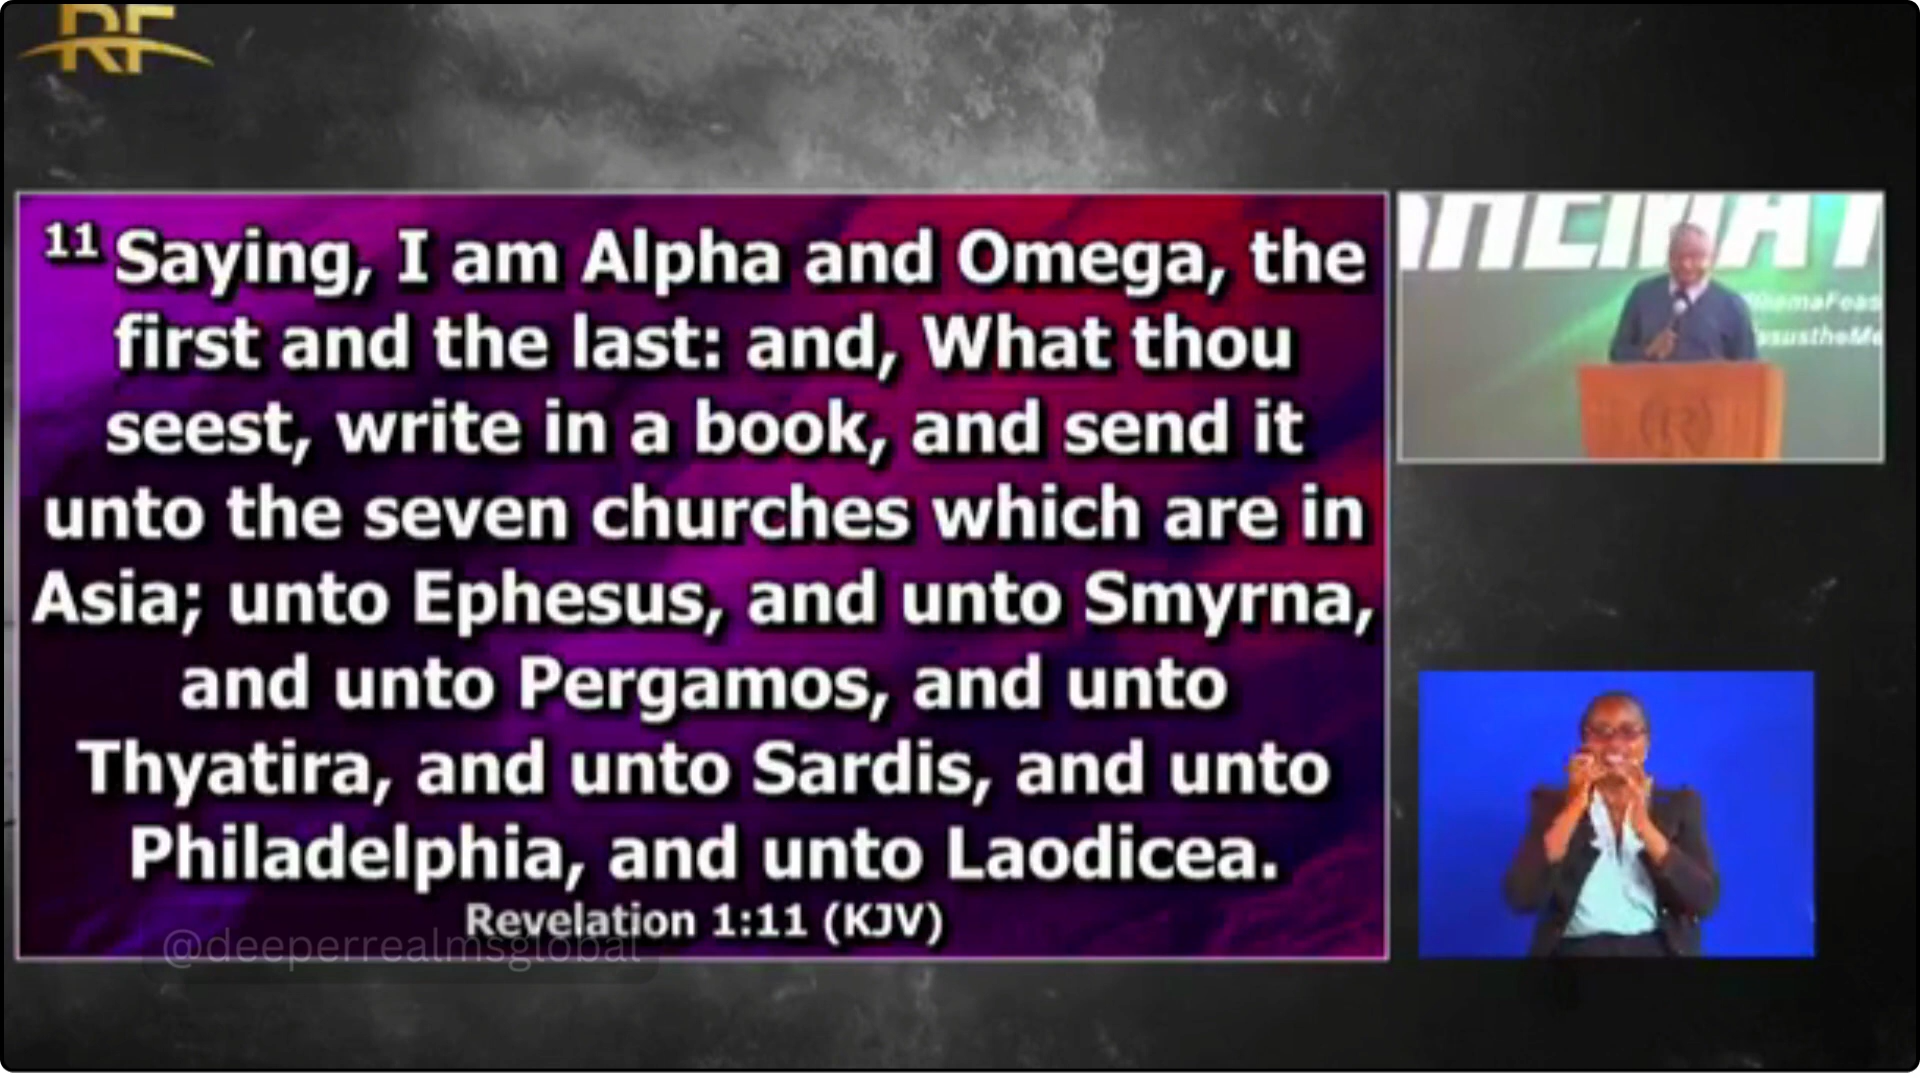 RF
11 Saying, I am Alpha and Omega, the
first and the last: and, What thou
seest, write in a book, and send it
unto the seven churches which are in
Asia; unto Ephesus, and unto Smyrna,
and unto Pergamos, and unto
Thyatira, and unto Sardis, and unto
Philadelphia, and unto Laodicea.
Revelation 1:11 (KJV)
@deeperrealmsglobal